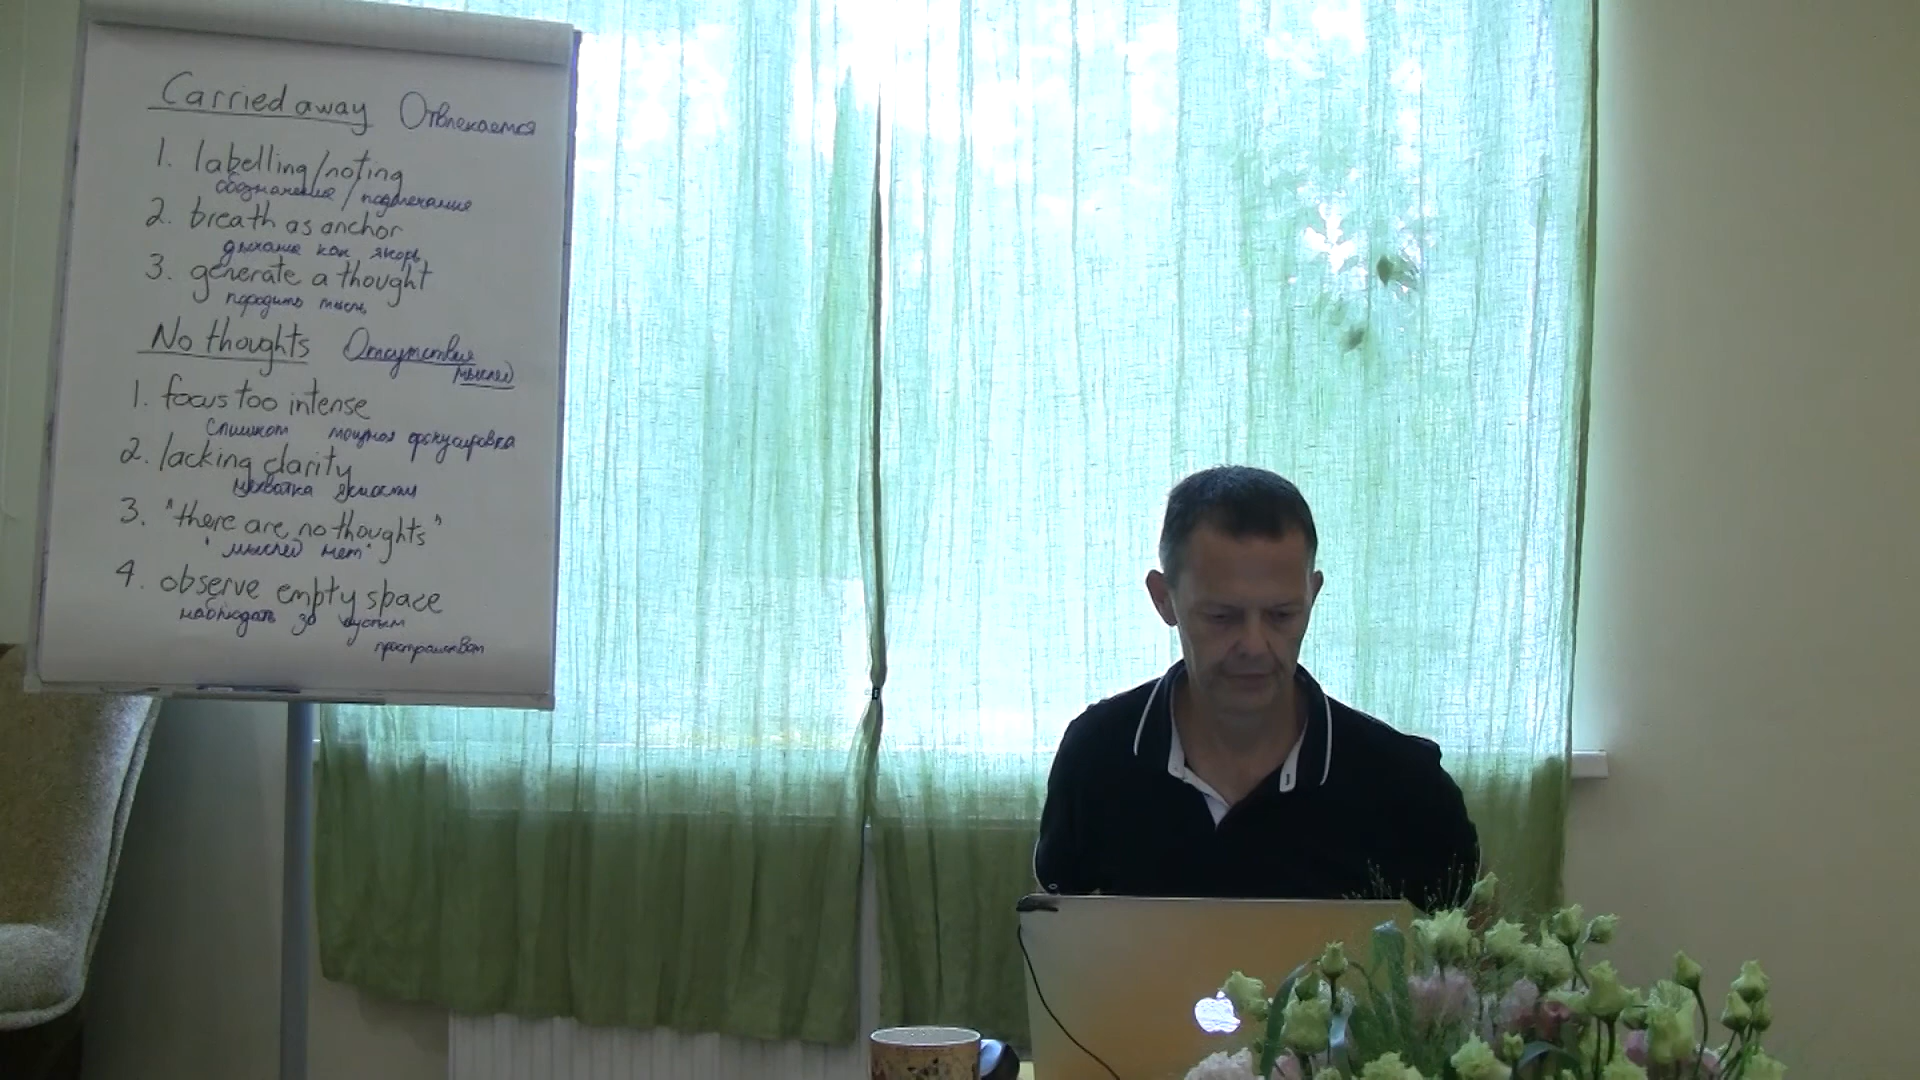 Carried away Отвлекаемся
1. labelling/noting
обозначение / подмечание
2. breath as anchor
дыхание как якорь
3. generate a thought
породить мысль
No thoughts Отсутствие
мыслей
1. focus too intense
Слишком мощная фокусировка
2. lacking clarity
нехватка ясности
3. "there are no thoughts"
"мыслей нет"
4. observe empty space
наблюдать за пустым
пространством